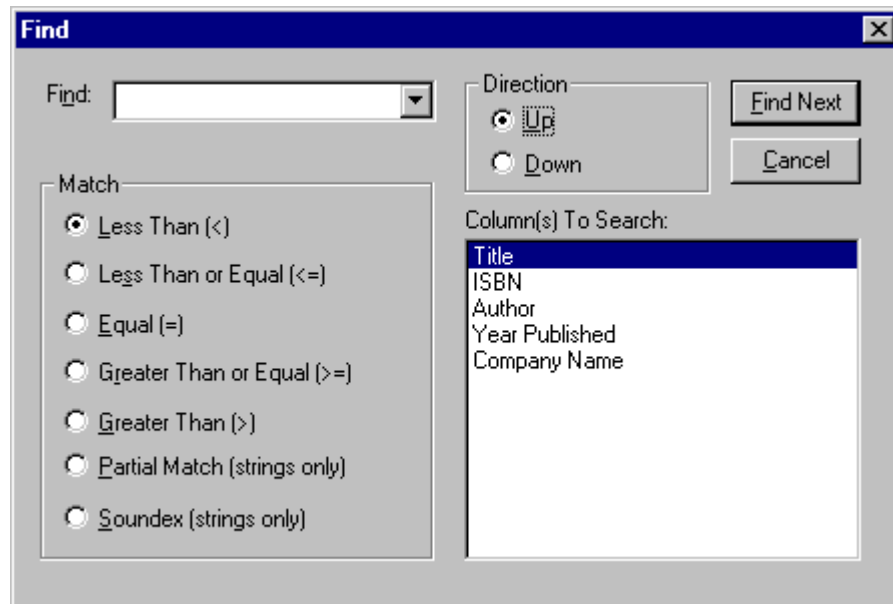 Find
Find:
Direction
Up
Down
Find Next
Cancel
Match
Less Than (<)
Less Than or Equal (<=)
Equal (=)
Greater Than or Equal (>=)
Greater Than (>)
Partial Match (strings only)
Soundex (strings only)
Column(s) To Search:
Title
ISBN
Author
Year Published
Company Name